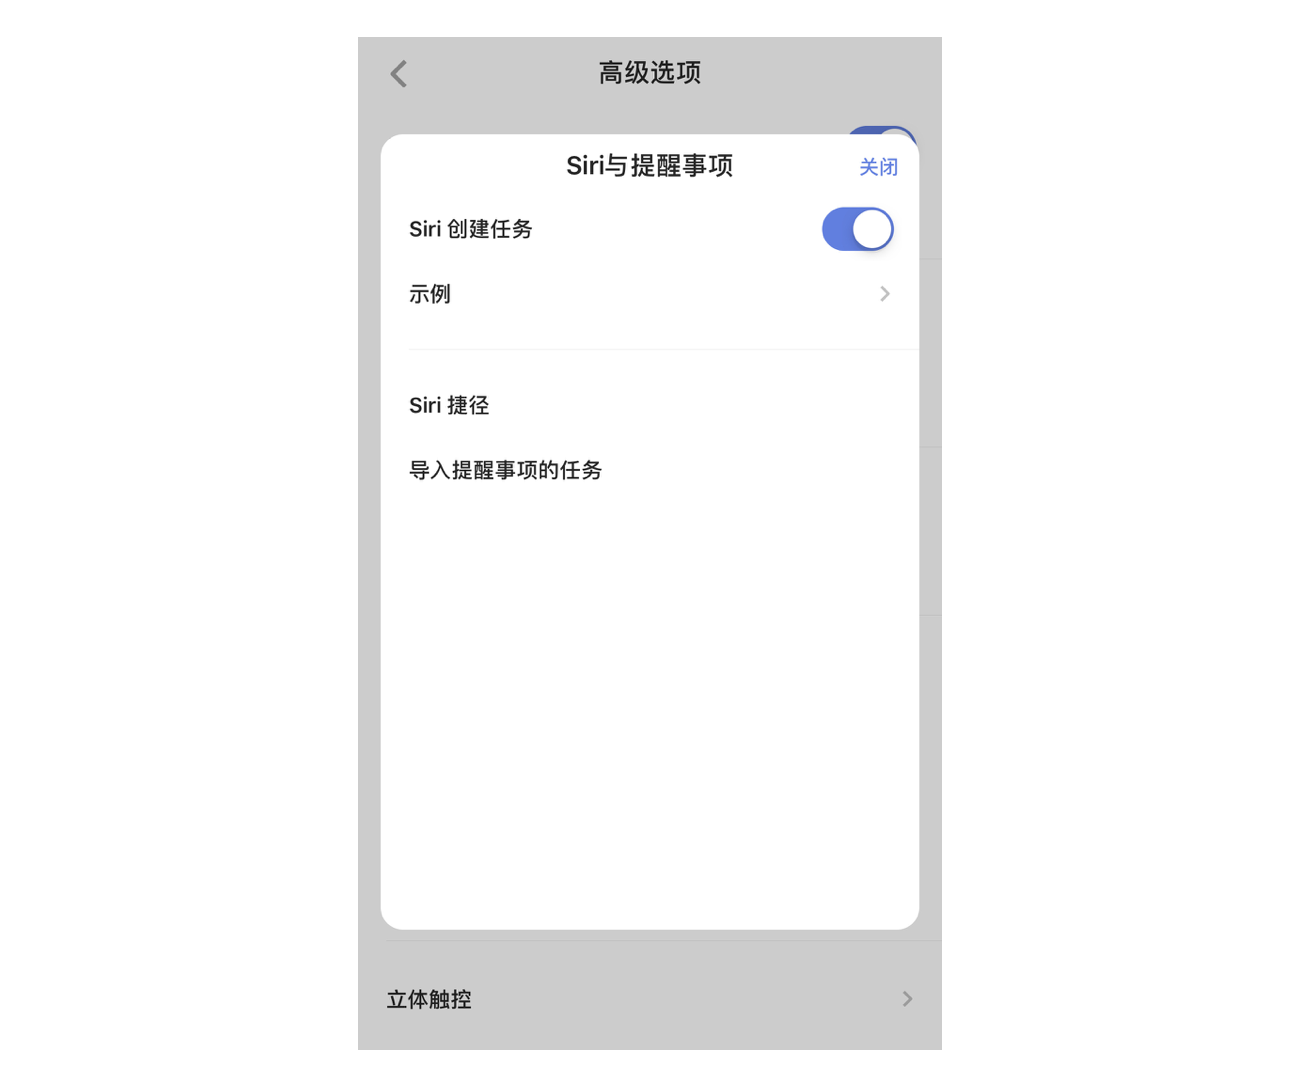 高级选项
Siri与提醒事项
关闭
Siri 创建任务
示例
Siri 捷径
导入提醒事项的任务
立体触控